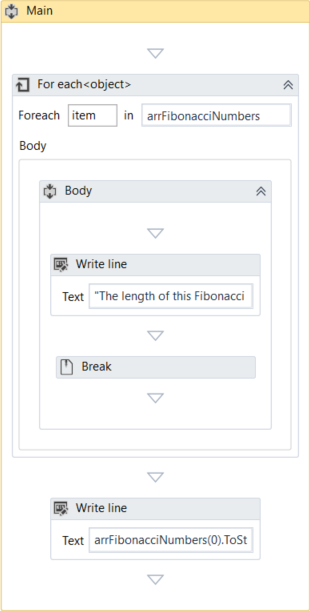 Main
For each<object>
Foreach item in arrFibonacciNumbers
Body
Body
Write line
Text "The length of this Fibonacci
Break
Write line
Text arrFibonacciNumbers(0).ToSt